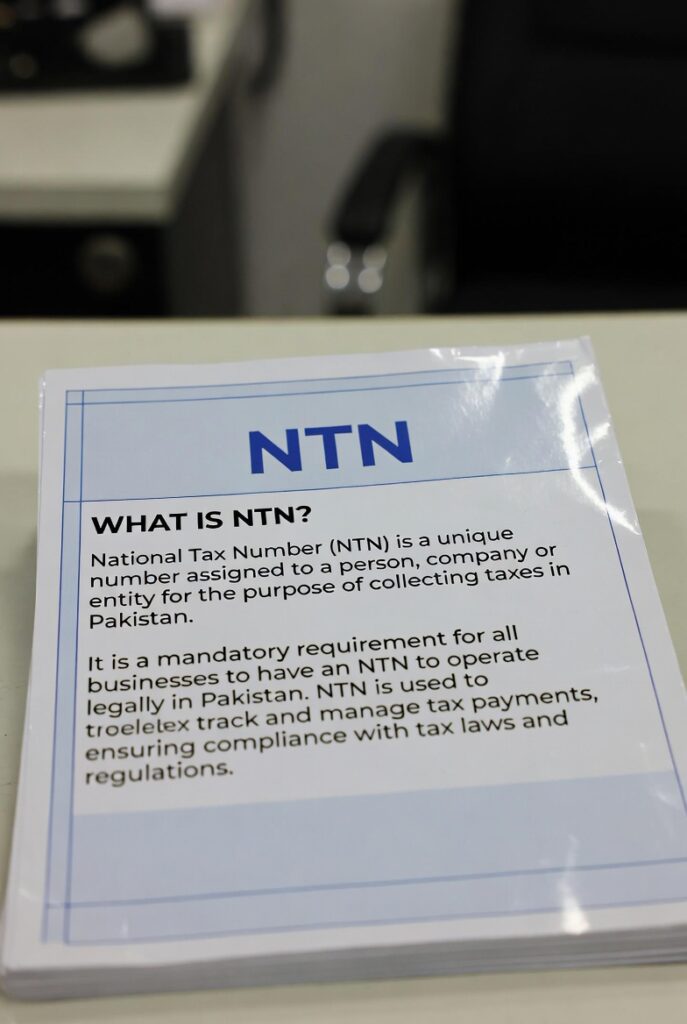 NTN
WHAT IS NTN?
National Tax Number (NTN) is a unique
number assigned to a person, company or
entity for the purpose of collecting taxes in
Pakistan.
It is a mandatory requirement for all
businesses to have an NTN to operate
legally in Pakistan. NTN is used to
troelelex track and manage tax payments,
ensuring compliance with tax laws and
regulations.